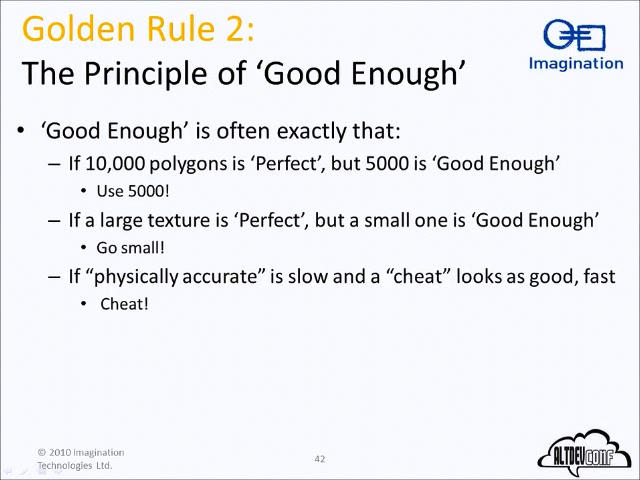 Golden Rule 2:
The Principle of ‘Good Enough’
Imagination
• ‘Good Enough’ is often exactly that:
– If 10,000 polygons is ‘Perfect’, but 5000 is ‘Good Enough’
• Use 5000!
– If a large texture is ‘Perfect’, but a small one is ‘Good Enough’
• Go small!
– If “physically accurate” is slow and a “cheat” looks as good, fast
• Cheat!
© 2010 Imagination
Technologies Ltd.
42
ALTDEVCONF